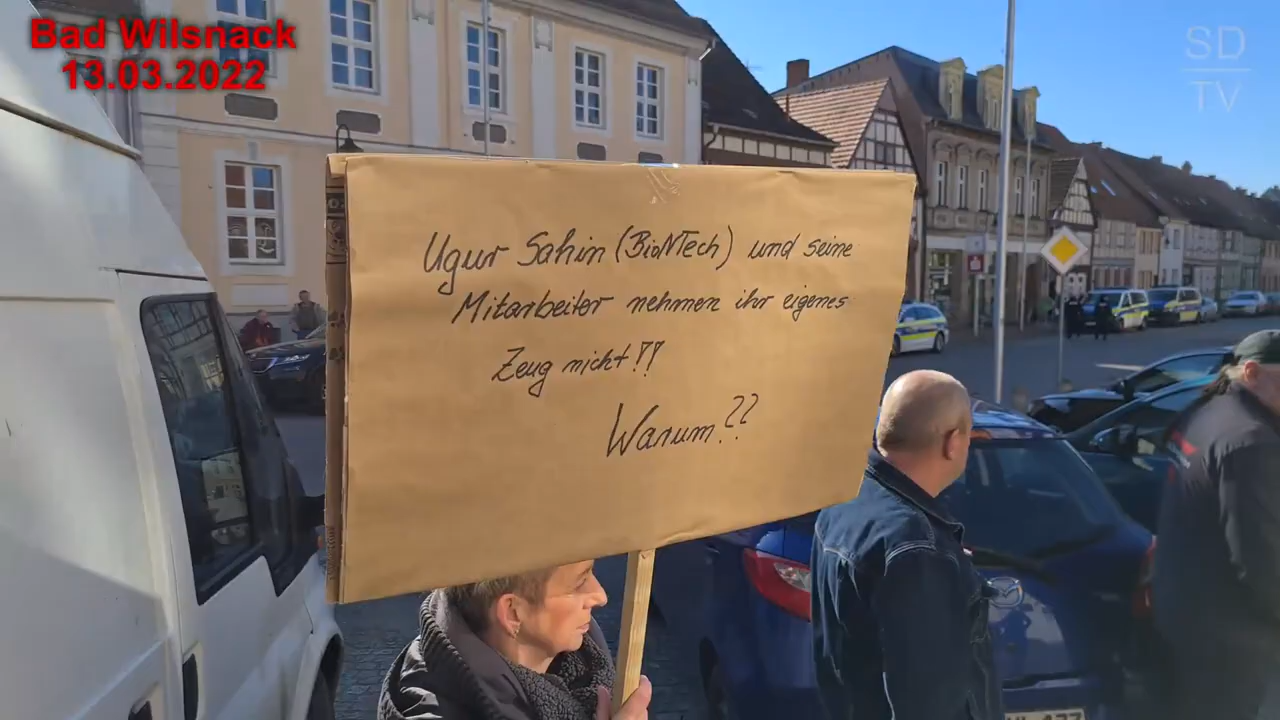 Bad Wilsnack
13.03.2022
SD
TV
Ugur Sahin (BioNTech) und seine
Mitarbeiter nehmen ihr eigenes
Zeug nicht!!
Warum??